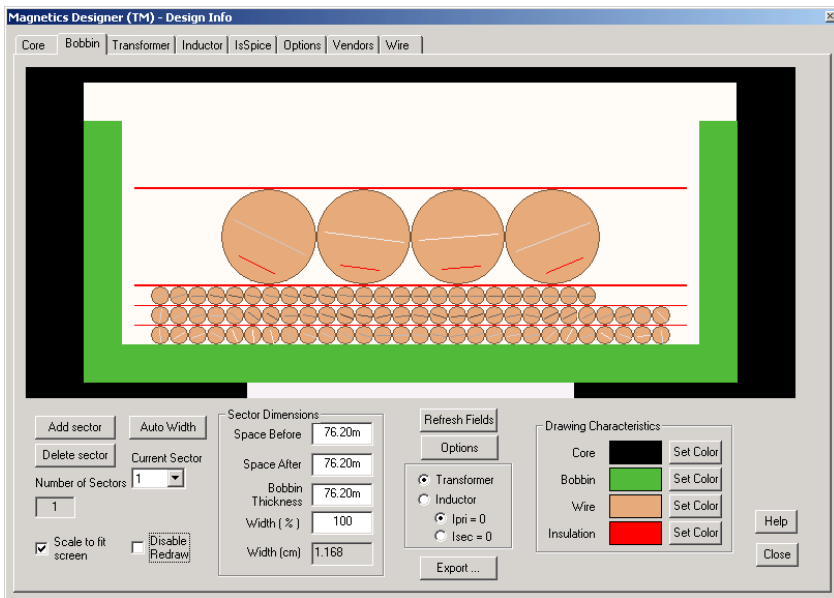 Magnetics Designer (TM) - Design Info
Core Bobbin Transformer Inductor IsSpice Options Vendors Wire
Add sector Auto Width
Delete sector
Current Sector
Number of Sectors
1
1
Scale to fit screen
Disable Redraw
Sector Dimensions
Space Before 76.20m
Space After 76.20m
Bobbin Thickness 76.20m
Width ( % ) 100
Width (cm) 1.168
Refresh Fields
Options
Transformer
Inductor
Ipri = 0
Isec = 0
Export ...
Drawing Characteristics
Core Set Color
Bobbin Set Color
Wire Set Color
Insulation Set Color
Help
Close